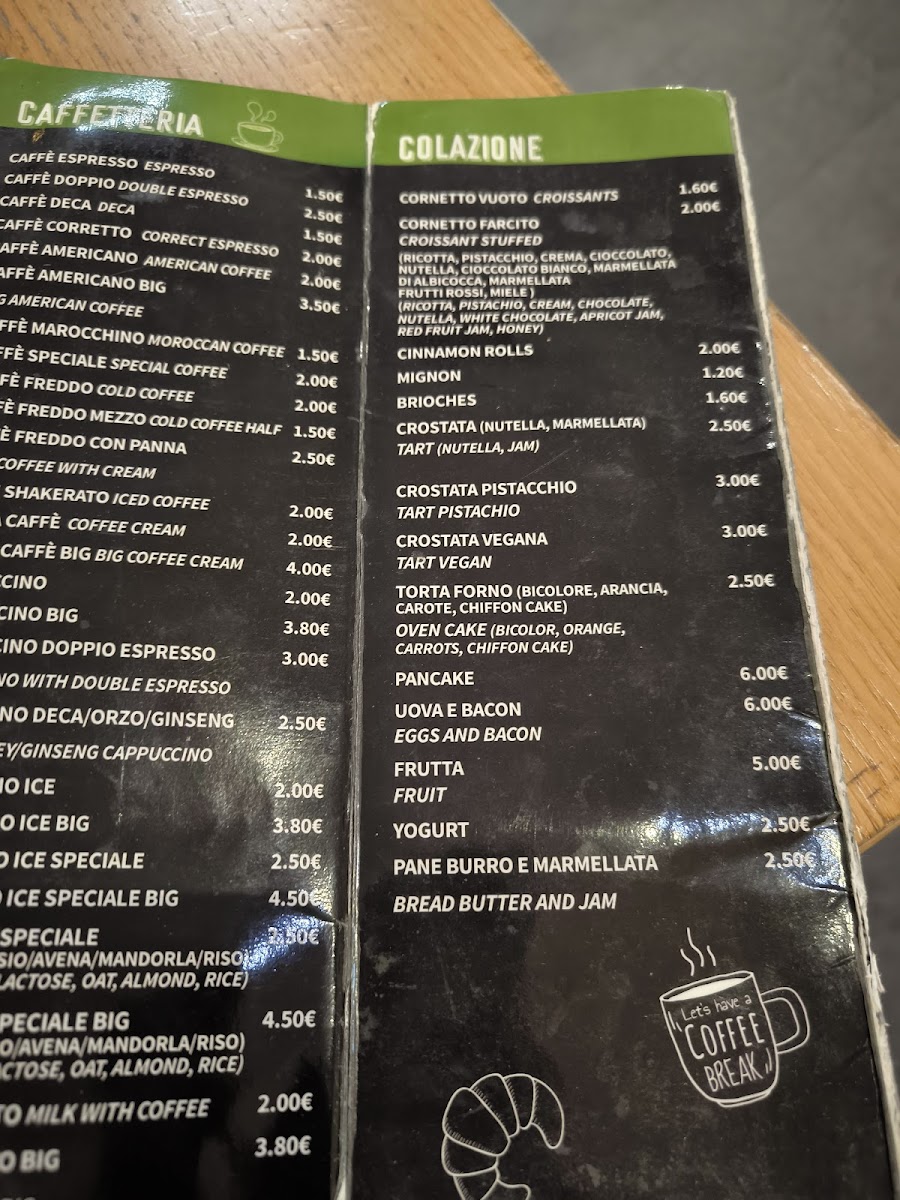 CAFFETTERIA
CAFFÈ ESPRESSO ESPRESSO 1.50€
CAFFÈ DOPPIO DOUBLE ESPRESSO 2.50€
CAFFÈ DECA DECA 1.50€
CAFFÈ CORRETTO CORRECT ESPRESSO 2.00€
AFFÈ AMERICANO AMERICAN COFFEE 2.00€
AFFÈ AMERICANO BIG 3.50€
G AMERICAN COFFEE
FFÈ MAROCCHINO MOROCCAN COFFEE 1.50€
FFÈ SPECIALE SPECIAL COFFEE 2.00€
FÈ FREDDO COLD COFFEE 2.00€
FÈ FREDDO MEZZO COLD COFFEE HALF 1.50€
È FREDDO CON PANNA 2.50€
COFFEE WITH CREAM
SHAKERATO ICED COFFEE 2.00€
CAFFÈ COFFEE CREAM 2.00€
CAFFÈ BIG BIG COFFEE CREAM 4.00€
CCINO 2.00€
CINO BIG 3.80€
CINO DOPPIO ESPRESSO 3.00€
NO WITH DOUBLE ESPRESSO
NO DECA/ORZO/GINSENG 2.50€
EY/GINSENG CAPPUCCINO
IO ICE 2.00€
O ICE BIG 3.80€
O ICE SPECIALE 2.50€
O ICE SPECIALE BIG 4.50€
SPECIALE 2.50€
SIO/AVENA/MANDORLA/RISO
LACTOSE, OAT, ALMOND, RICE)
PECIALE BIG 4.50€
O/AVENA/MANDORLA/RISO)
ACTOSE, OAT, ALMOND, RICE)
TO MILK WITH COFFEE 2.00€
O BIG 3.80€
COLAZIONE
CORNETTO VUOTO CROISSANTS 1.60€
CORNETTO FARCITO 2.00€
CROISSANT STUFFED
(RICOTTA, PISTACCHIO, CREMA, CIOCCOLATO,
NUTELLA, CIOCCOLATO BIANCO, MARMELLATA
DI ALBICOCCA, MARMELLATA
FRUTTI ROSSI, MIELE )
(RICOTTA, PISTACHIO, CREAM, CHOCOLATE,
NUTELLA, WHITE CHOCOLATE, APRICOT JAM,
RED FRUIT JAM, HONEY)
CINNAMON ROLLS 2.00€
MIGNON 1.20€
BRIOCHES 1.60€
CROSTATA (NUTELLA, MARMELLATA) 2.50€
TART (NUTELLA, JAM)
CROSTATA PISTACCHIO 3.00€
TART PISTACHIO
CROSTATA VEGANA 3.00€
TART VEGAN
TORTA FORNO (BICOLORE, ARANCIA, 2.50€
CAROTE, CHIFFON CAKE)
OVEN CAKE (BICOLOR, ORANGE,
CARROTS, CHIFFON CAKE)
PANCAKE 6.00€
UOVA E BACON 6.00€
EGGS AND BACON
FRUTTA 5.00€
FRUIT
YOGURT 2.50€
PANE BURRO E MARMELLATA 2.50€
BREAD BUTTER AND JAM
Let's have a
COFFEE
BREAK